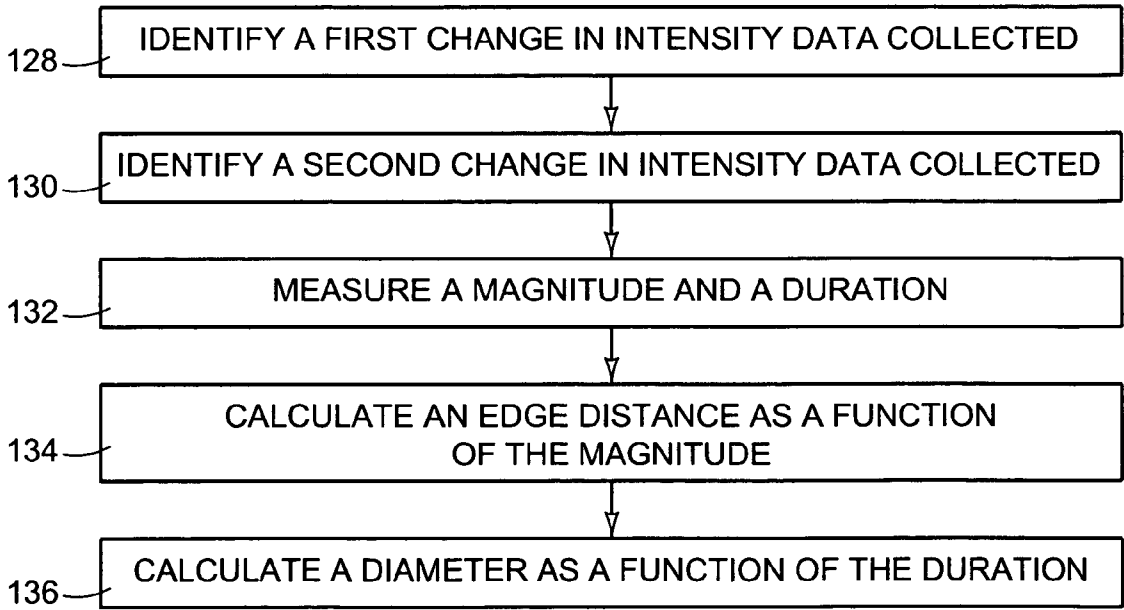 IDENTIFY A FIRST CHANGE IN INTENSITY DATA COLLECTED
128
IDENTIFY A SECOND CHANGE IN INTENSITY DATA COLLECTED
130
MEASURE A MAGNITUDE AND A DURATION
132
CALCULATE AN EDGE DISTANCE AS A FUNCTION
OF THE MAGNITUDE
134
CALCULATE A DIAMETER AS A FUNCTION OF THE DURATION
136